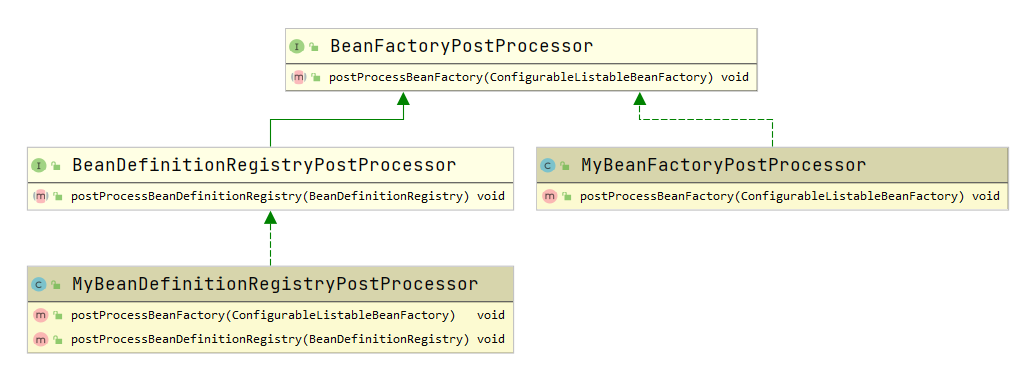 I BeanFactoryPostProcessor
m postProcessBeanFactory(ConfigurableListableBeanFactory) void
I BeanDefinitionRegistryPostProcessor
m postProcessBeanDefinitionRegistry(BeanDefinitionRegistry) void
C MyBeanFactoryPostProcessor
m postProcessBeanFactory(ConfigurableListableBeanFactory) void
C MyBeanDefinitionRegistryPostProcessor
m postProcessBeanFactory(ConfigurableListableBeanFactory) void
m postProcessBeanDefinitionRegistry(BeanDefinitionRegistry) void